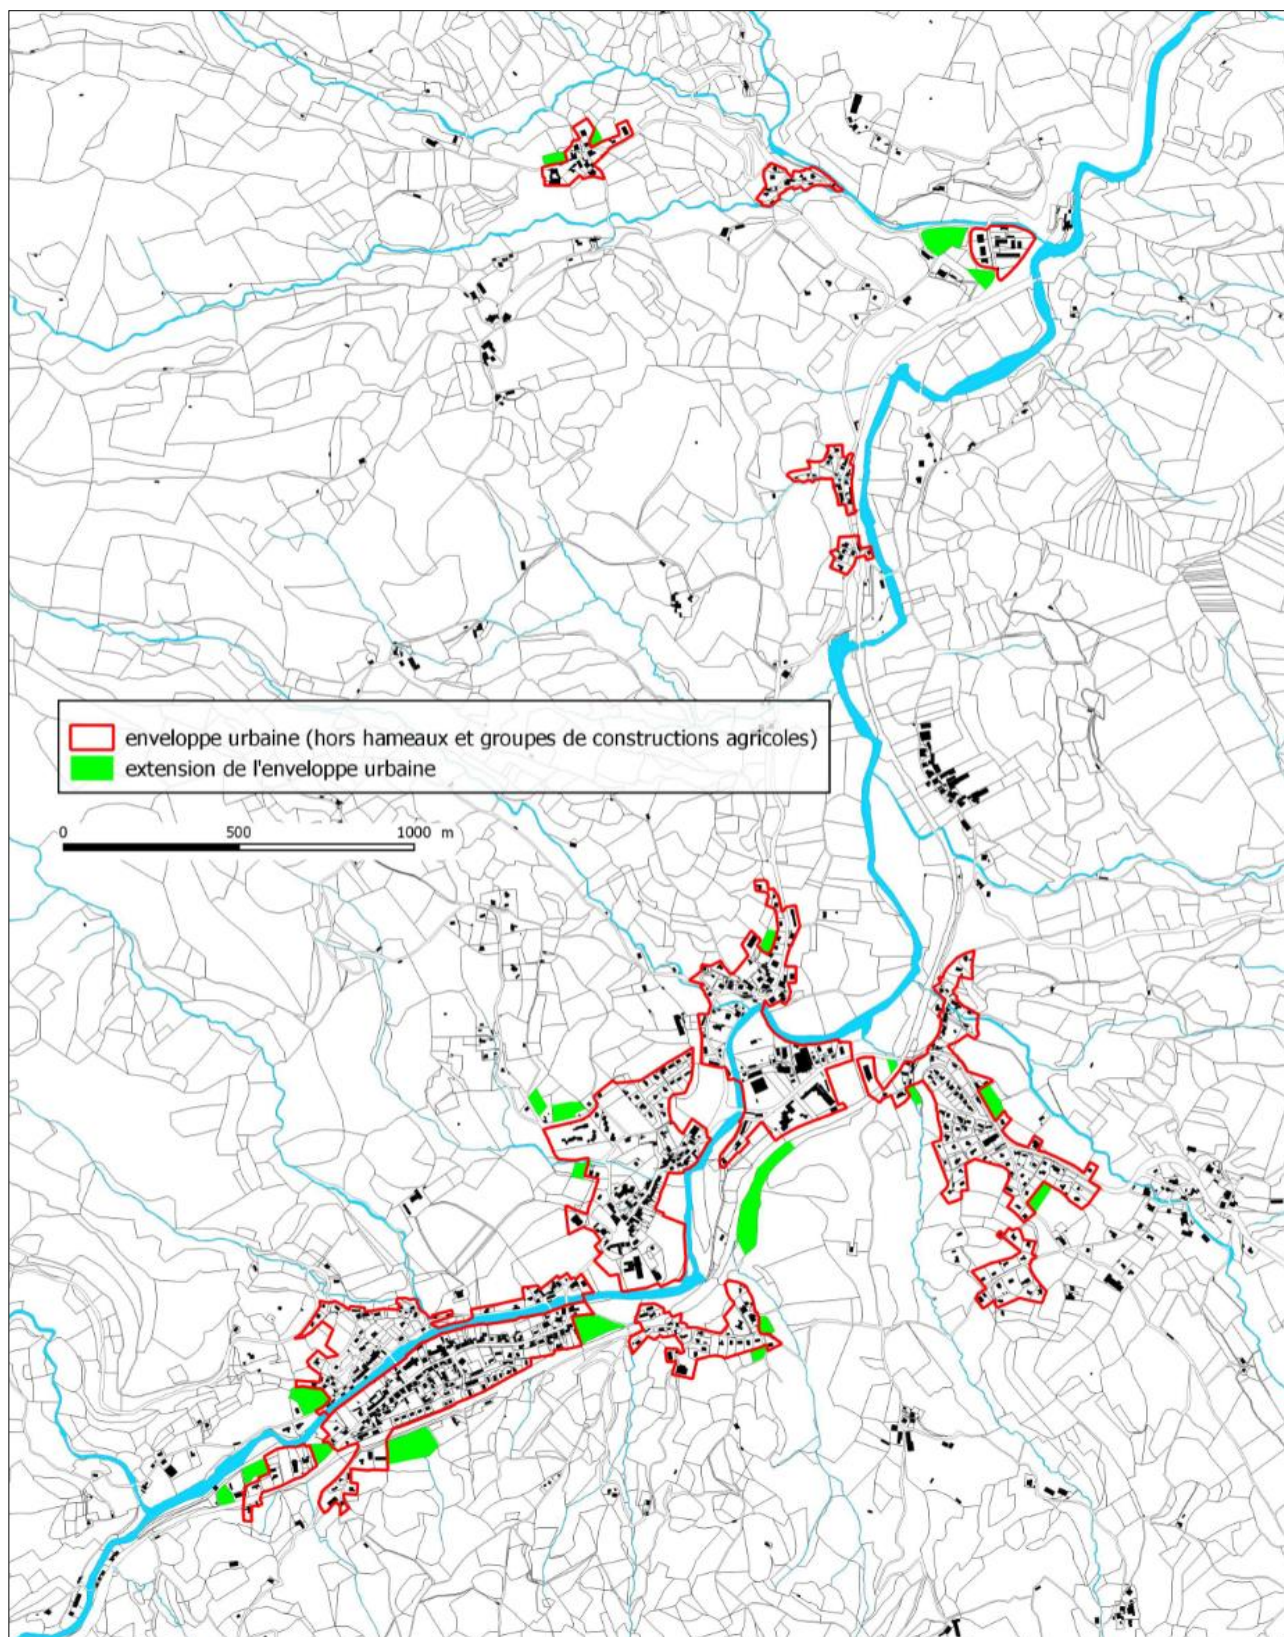 enveloppe urbaine (hors hameaux et groupes de constructions agricoles)
extension de l'enveloppe urbaine
0 500 1000 m